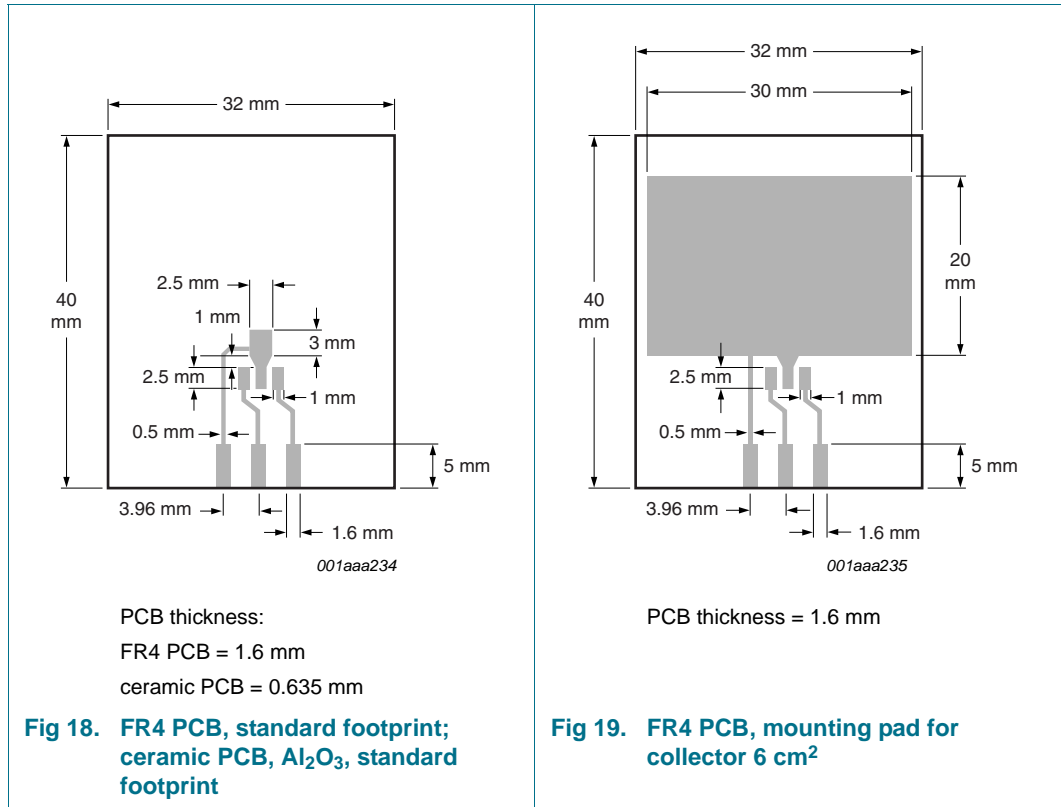 32 mm
40
mm
2.5 mm
1 mm
3 mm
2.5 mm
1 mm
0.5 mm
5 mm
3.96 mm
1.6 mm
001aaa234
PCB thickness:
FR4 PCB = 1.6 mm
ceramic PCB = 0.635 mm
Fig 18. FR4 PCB, standard footprint;
ceramic PCB, Al2O3, standard
footprint
32 mm
30 mm
40
mm
20
mm
2.5 mm
1 mm
0.5 mm
5 mm
3.96 mm
1.6 mm
001aaa235
PCB thickness = 1.6 mm
Fig 19. FR4 PCB, mounting pad for
collector 6 cm²